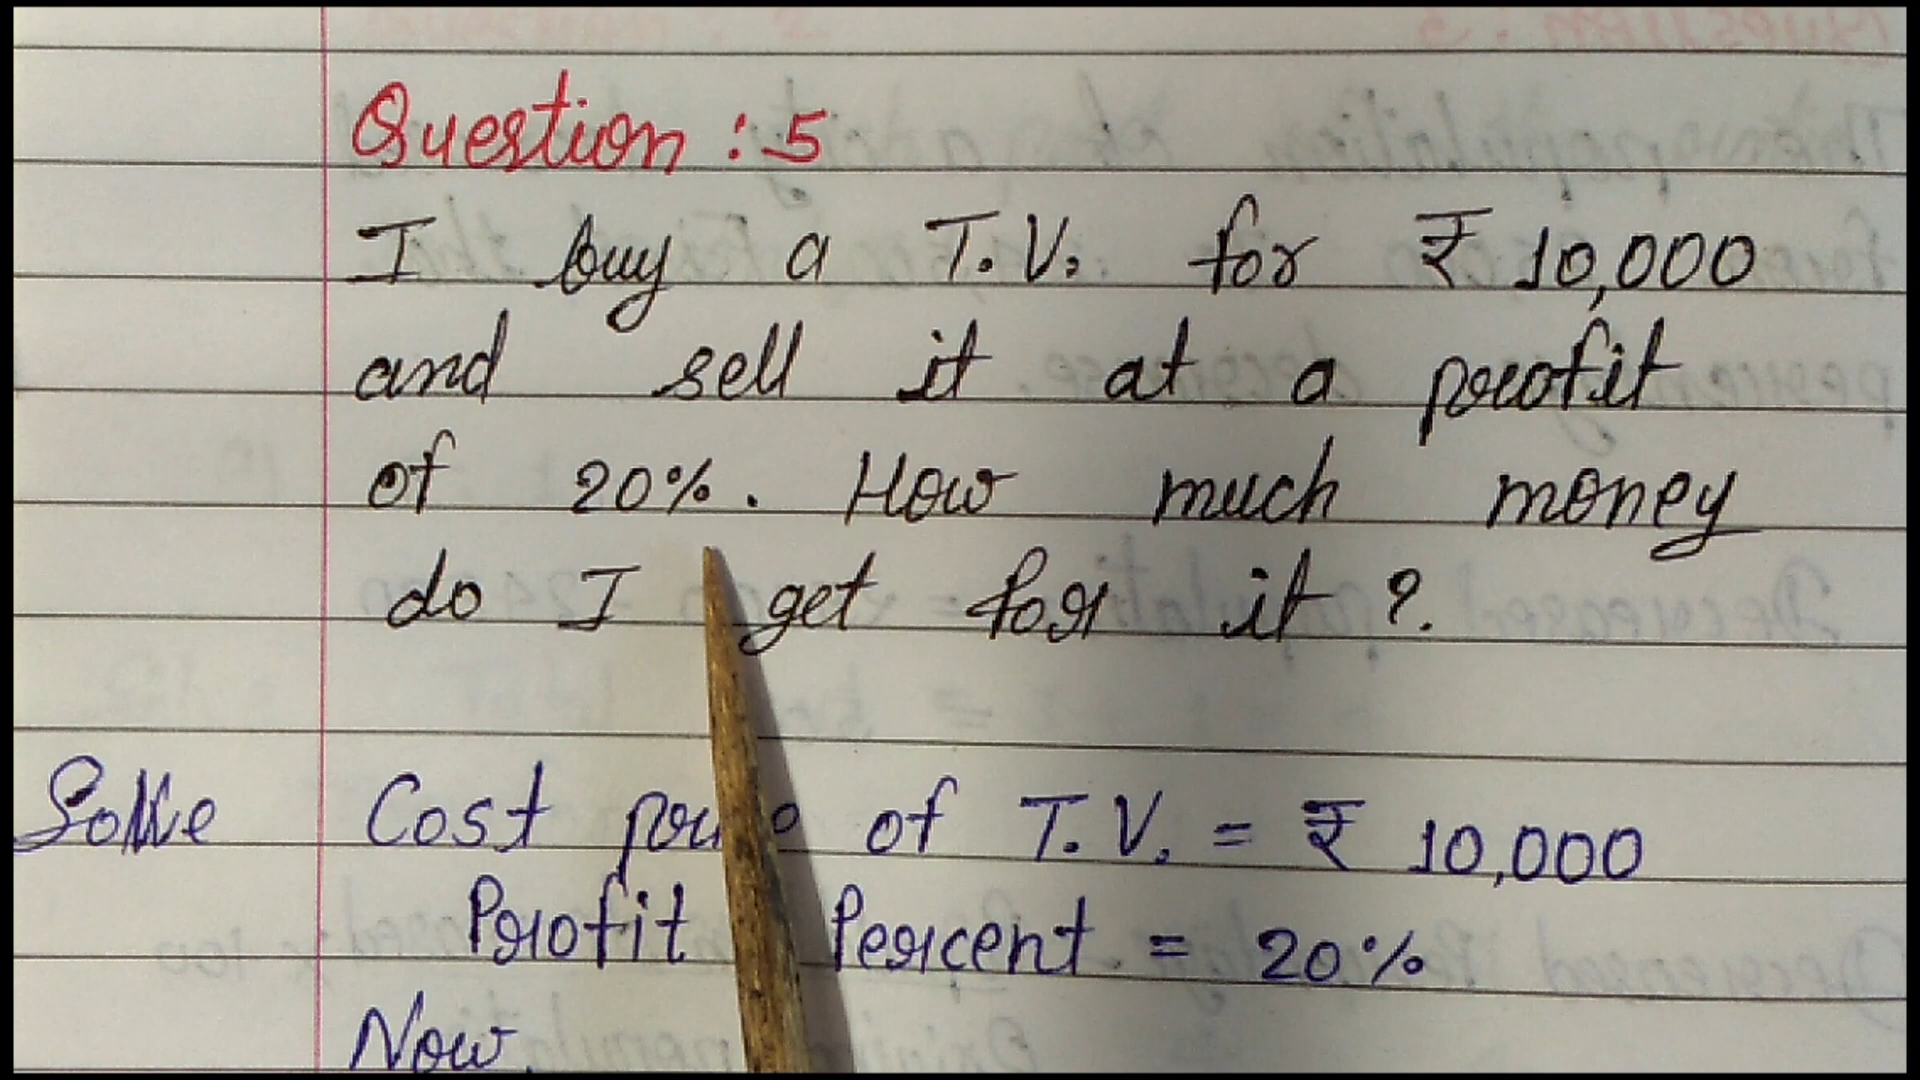 Question : 5
I buy a T.V. for ₹ 10,000
and sell it at a profit
of 20%. How much money
do I get for it ?
Solve Cost of T.V. = ₹ 10,000
Profit Percent = 20%
Now